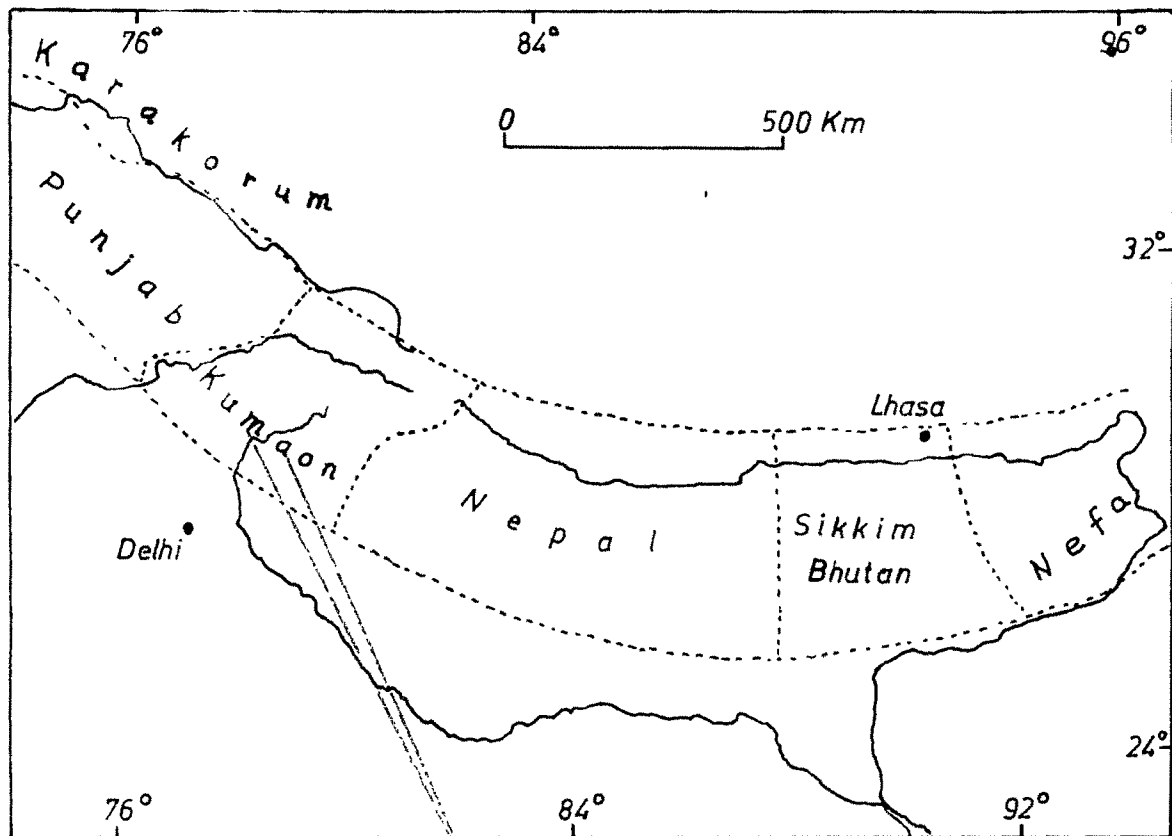 76°
84°
96°
Karakorum
0 500 Km
Punjab
32°
Kumaon
Lhasa
Nepal
Sikkim
Bhutan
Nefa
Delhi
24°
76°
84°
92°